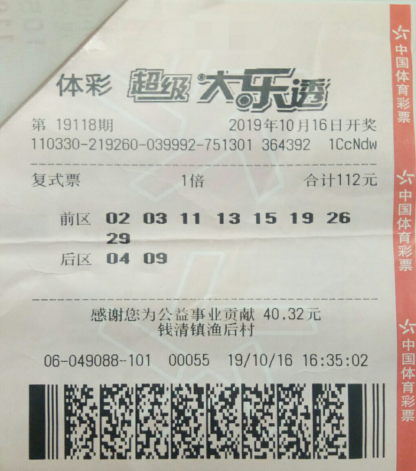 体彩 超级大乐透
第 19118期 2019年10月16日开奖
110330-219260-039992-751301 364392 1CcNdw
复式票 1倍 合计112元
前区 02 03 11 13 15 19 26
29
后区 04 09
感谢您为公益事业贡献 40.32元
钱清镇渔后村
06-049088-101 00055 19/10/16 16:35:02
中国体育彩票
中国体育彩票
中国体育彩票